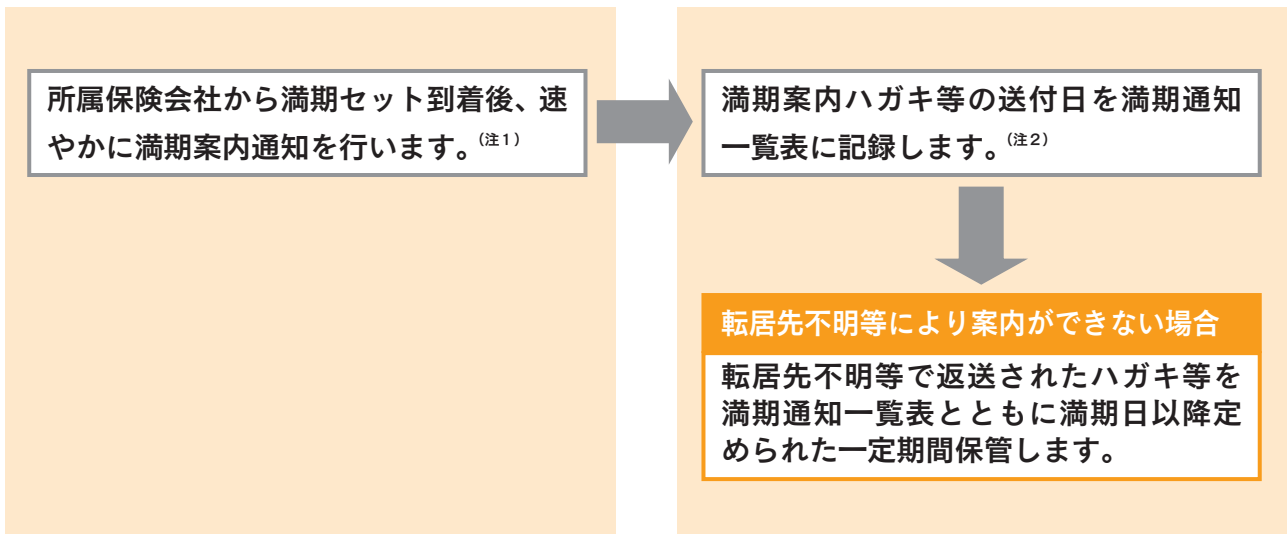 所属保険会社から満期セット到着後、速
やかに満期案内通知を行います。(注1)
満期案内ハガキ等の送付日を満期通知
一覧表に記録します。(注2)
転居先不明等により案内ができない場合
転居先不明等で返送されたハガキ等を
満期通知一覧表とともに満期日以降定
められた一定期間保管します。